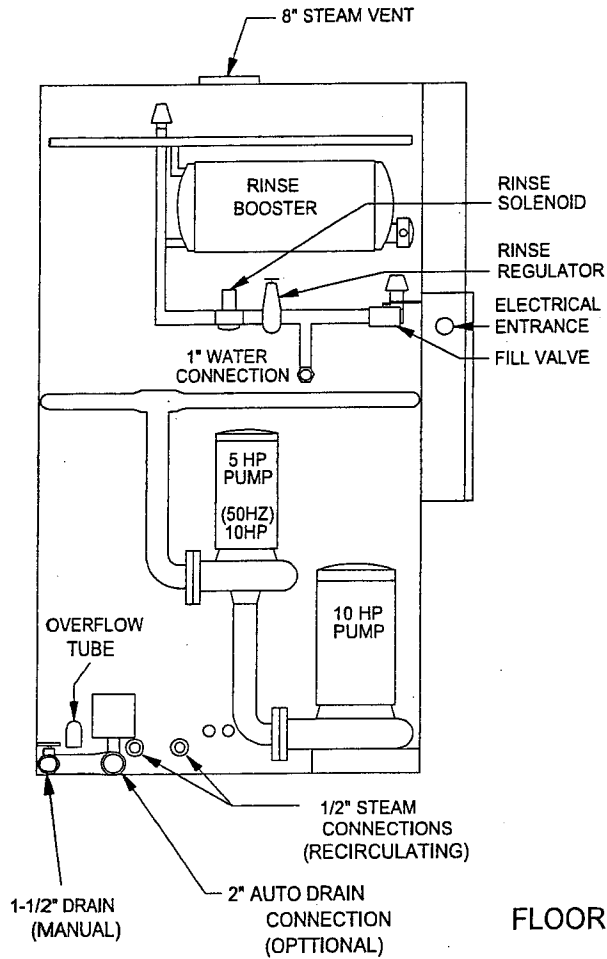 8" STEAM VENT
RINSE
BOOSTER
RINSE
SOLENOID
RINSE
REGULATOR
ELECTRICAL
ENTRANCE
FILL VALVE
1" WATER
CONNECTION
5 HP
PUMP
(50HZ)
10HP
10 HP
PUMP
OVERFLOW
TUBE
1/2" STEAM
CONNECTIONS
(RECIRCULATING)
1-1/2" DRAIN
(MANUAL)
2" AUTO DRAIN
CONNECTION
(OPTTIONAL)
FLOOR